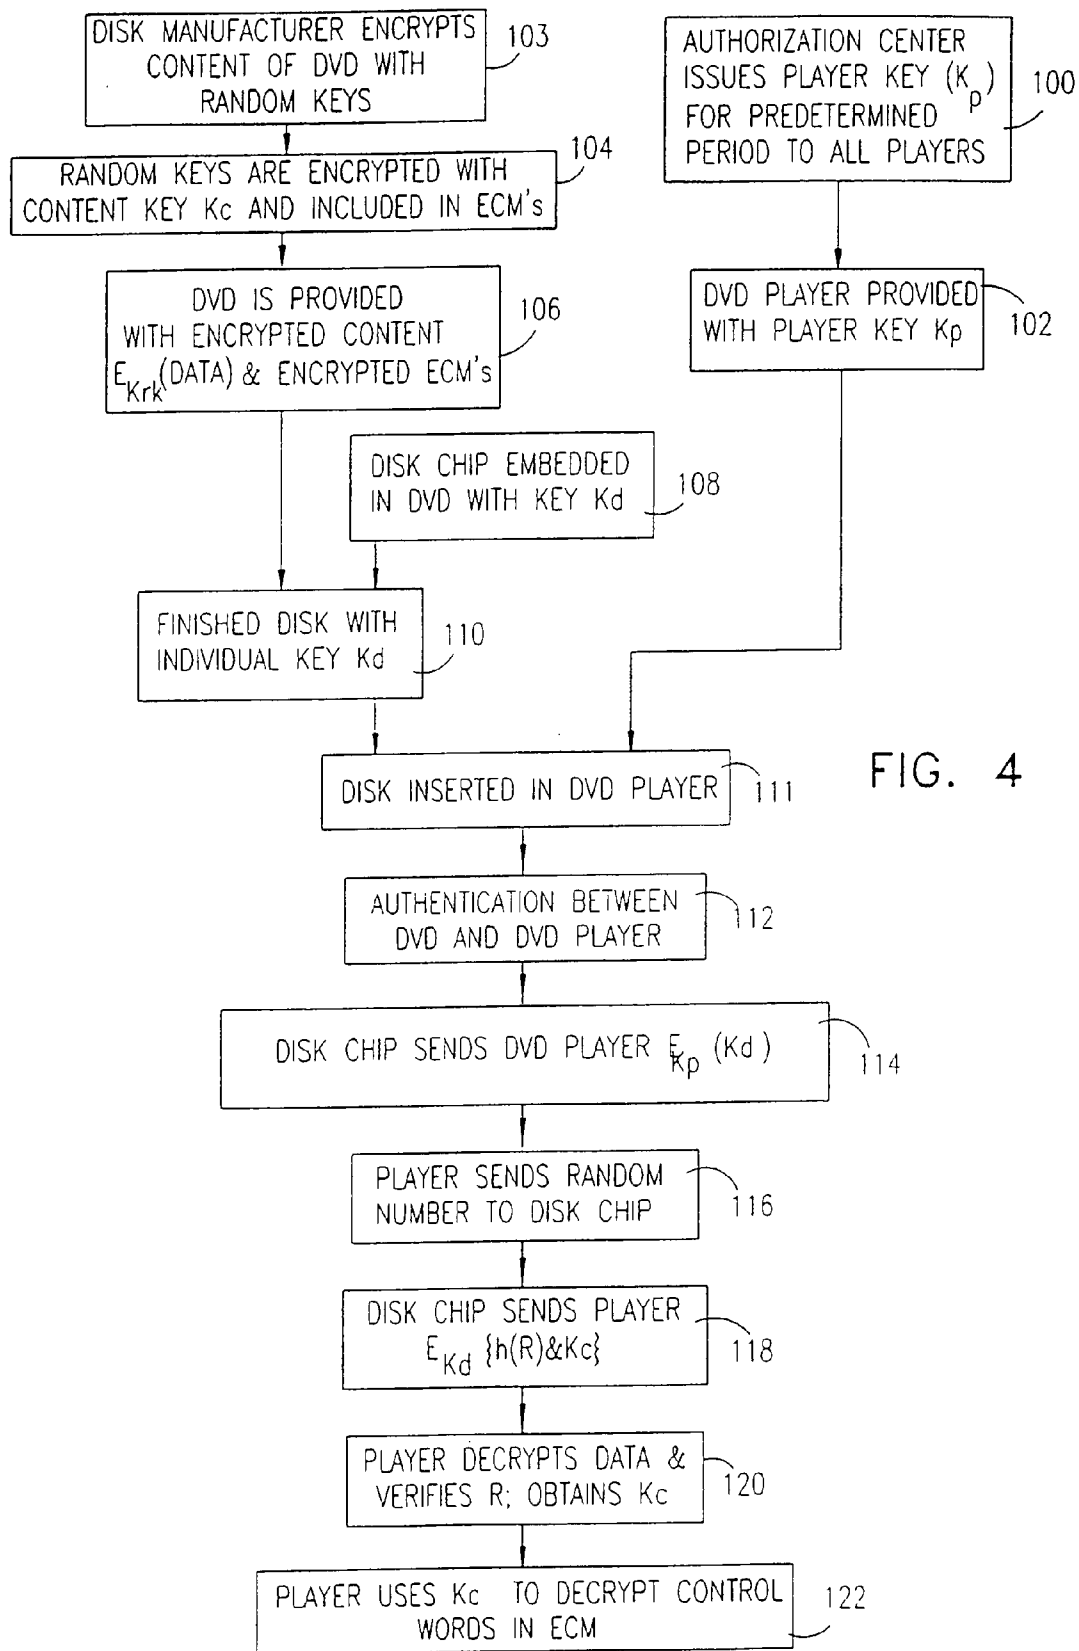 DISK MANUFACTURER ENCRYPTS
CONTENT OF DVD WITH
RANDOM KEYS
103
AUTHORIZATION CENTER
ISSUES PLAYER KEY (Kp)
FOR PREDETERMINED
PERIOD TO ALL PLAYERS
100
104
RANDOM KEYS ARE ENCRYPTED WITH
CONTENT KEY Kc AND INCLUDED IN ECM's
DVD IS PROVIDED
WITH ENCRYPTED CONTENT
EKrk(DATA) & ENCRYPTED ECM's
106
DVD PLAYER PROVIDED
WITH PLAYER KEY Kp
102
DISK CHIP EMBEDDED
IN DVD WITH KEY Kd
108
FINISHED DISK WITH
INDIVIDUAL KEY Kd
110
DISK INSERTED IN DVD PLAYER
111
FIG. 4
AUTHENTICATION BETWEEN
DVD AND DVD PLAYER
112
DISK CHIP SENDS DVD PLAYER EKp (Kd)
114
PLAYER SENDS RANDOM
NUMBER TO DISK CHIP
116
DISK CHIP SENDS PLAYER
EKd {h(R)&Kc}
118
PLAYER DECRYPTS DATA &
VERIFIES R; OBTAINS Kc
120
PLAYER USES Kc TO DECRYPT CONTROL
WORDS IN ECM
122